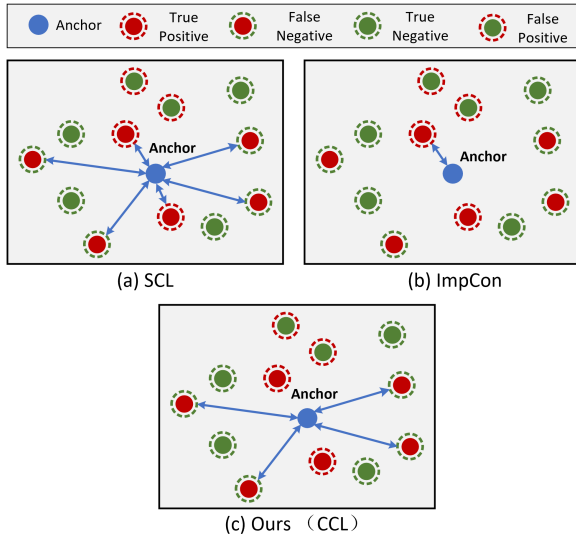 Anchor
True Positive
False Negative
True Negative
False Positive
Anchor
Anchor
(a) SCL
(b) ImpCon
Anchor
(c) Ours （CCL）